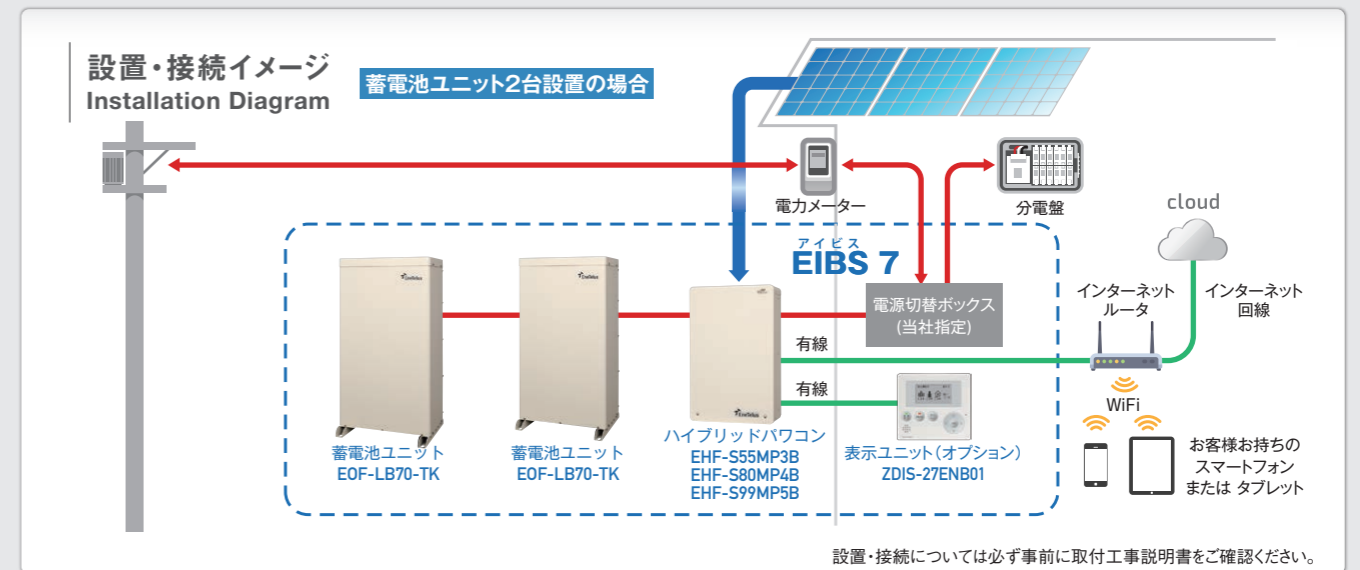 設置・接続イメージ
Installation Diagram
蓄電池ユニット2台設置の場合
電力メーター
分電盤
cloud
アイビス
EIBS 7
電源切替ボックス
(当社指定)
インターネット
ルータ
インターネット
回線
有線
有線
WiFi
蓄電池ユニット
EOF-LB70-TK
蓄電池ユニット
EOF-LB70-TK
ハイブリッドパワコン
EHF-S55MP3B
EHF-S80MP4B
EHF-S99MP5B
表示ユニット(オプション)
ZDIS-27ENB01
お客様お持ちの
スマートフォン
または タブレット
設置・接続については必ず事前に取付工事説明書をご確認ください。